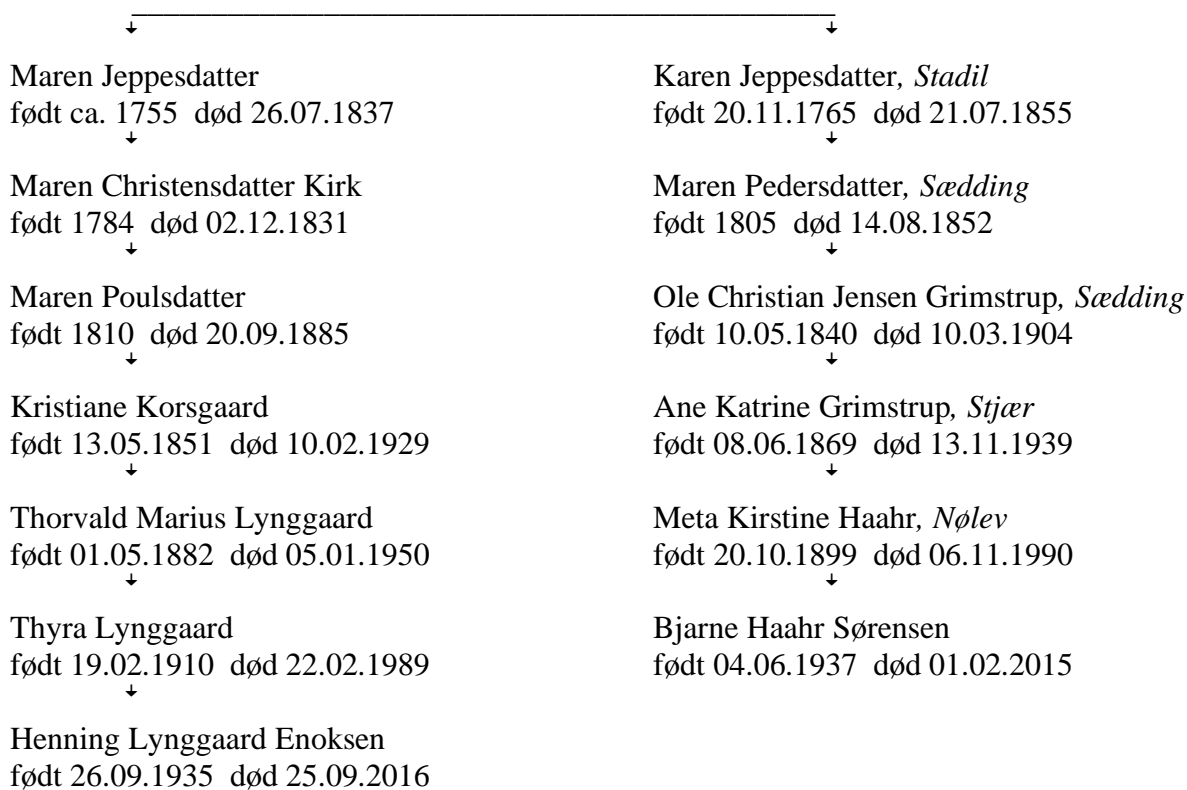 Maren Jeppesdatter
født ca. 1755 død 26.07.1837
Maren Christensdatter Kirk
født 1784 død 02.12.1831
Maren Poulsdatter
født 1810 død 20.09.1885
Kristiane Korsgaard
født 13.05.1851 død 10.02.1929
Thorvald Marius Lynggaard
født 01.05.1882 død 05.01.1950
Thyra Lynggaard
født 19.02.1910 død 22.02.1989
Henning Lynggaard Enoksen
født 26.09.1935 død 25.09.2016
Karen Jeppesdatter, Stadil
født 20.11.1765 død 21.07.1855
Maren Pedersdatter, Sædding
født 1805 død 14.08.1852
Ole Christian Jensen Grimstrup, Sædding
født 10.05.1840 død 10.03.1904
Ane Katrine Grimstrup, Stjær
født 08.06.1869 død 13.11.1939
Meta Kirstine Haahr, Nølev
født 20.10.1899 død 06.11.1990
Bjarne Haahr Sørensen
født 04.06.1937 død 01.02.2015